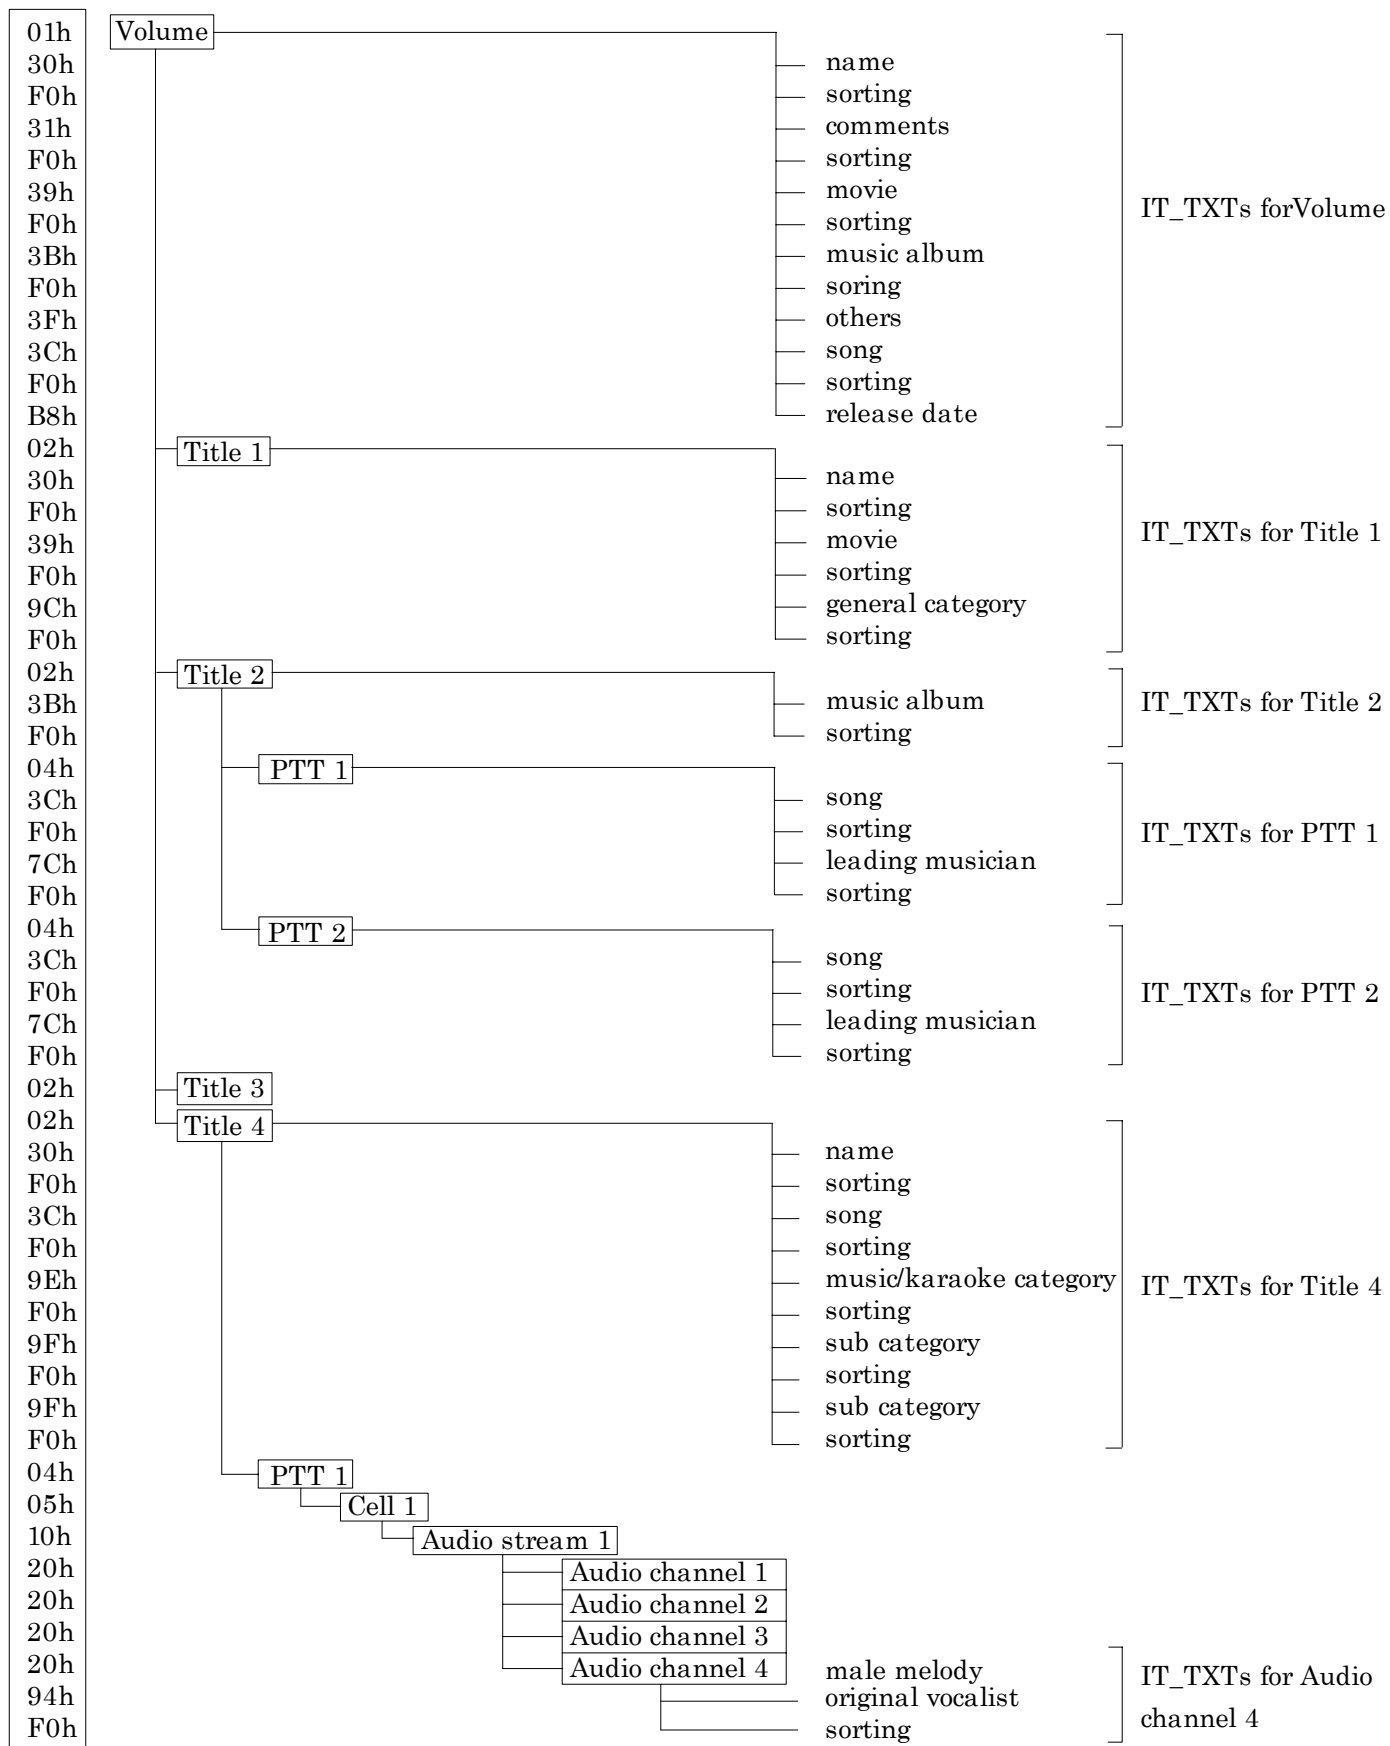 01h Volume
30h name
F0h sorting
31h comments
F0h sorting
39h movie
F0h sorting IT_TXTs forVolume
3Bh music album
F0h soring
3Fh others
3Ch song
F0h sorting
B8h release date
02h Title 1
30h name
F0h sorting
39h movie IT_TXTs for Title 1
F0h sorting
9Ch general category
F0h sorting
02h Title 2
3Bh music album IT_TXTs for Title 2
F0h sorting
04h PTT 1
3Ch song
F0h sorting IT_TXTs for PTT 1
7Ch leading musician
F0h sorting
04h PTT 2
3Ch song
F0h sorting IT_TXTs for PTT 2
7Ch leading musician
F0h sorting
02h Title 3
02h Title 4
30h name
F0h sorting
3Ch song
F0h sorting
9Eh music/karaoke category IT_TXTs for Title 4
F0h sorting
9Fh sub category
F0h sorting
9Fh sub category
F0h sorting
04h PTT 1
05h Cell 1
10h Audio stream 1
20h Audio channel 1
20h Audio channel 2
20h Audio channel 3
20h Audio channel 4 male melody IT_TXTs for Audio
94h original vocalist channel 4
F0h sorting